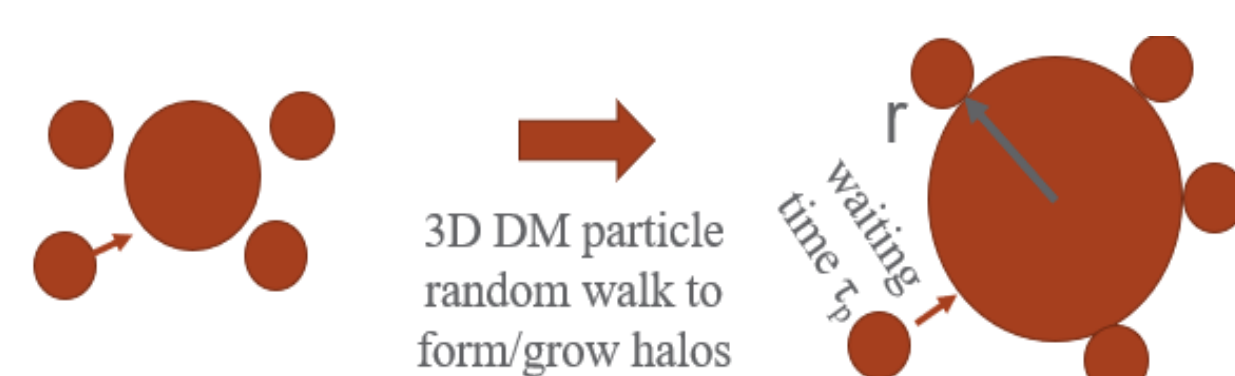 3D DM particle
random walk to
form/grow halos
r
waiting
time τp